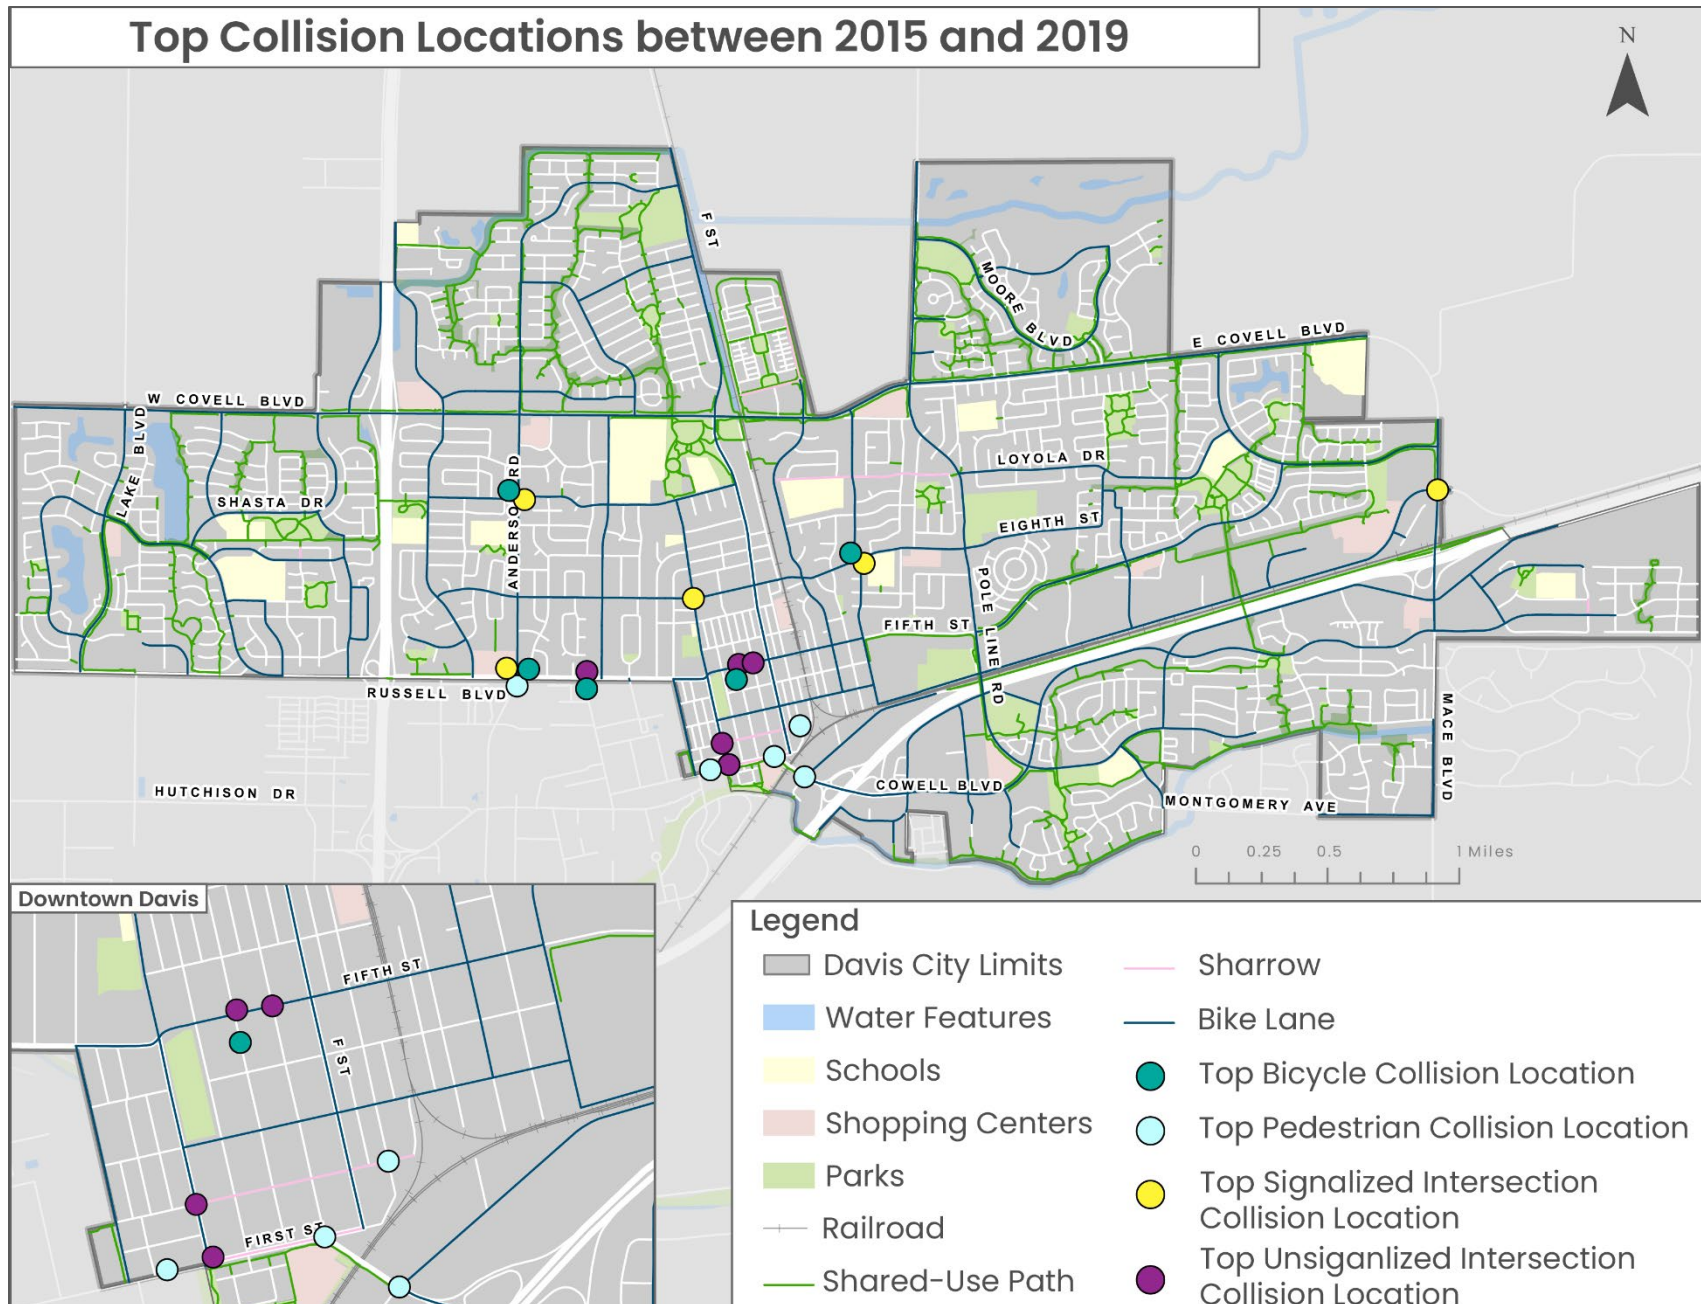 Top Collision Locations between 2015 and 2019
N
F ST
MOORE BLVD
E COVELL BLVD
W COVELL BLVD
LAKE BLVD
ANDERSO RD
LOYOLA DR
SHASTA DR
EIGHTH ST
POLE LINE RD
FIFTH ST
RUSSELL BLVD
MACE BLVD
HUTCHISON DR
COWELL BLVD
MONTGOMERY AVE
0 0.25 0.5 1 Miles
Downtown Davis
FIFTH ST
F ST
FIRST ST
Legend
Davis City Limits
Water Features
Schools
Shopping Centers
Parks
Railroad
Shared-Use Path
Sharrow
Bike Lane
Top Bicycle Collision Location
Top Pedestrian Collision Location
Top Signalized Intersection
Collision Location
Top Unsiganlized Intersection
Collision Location